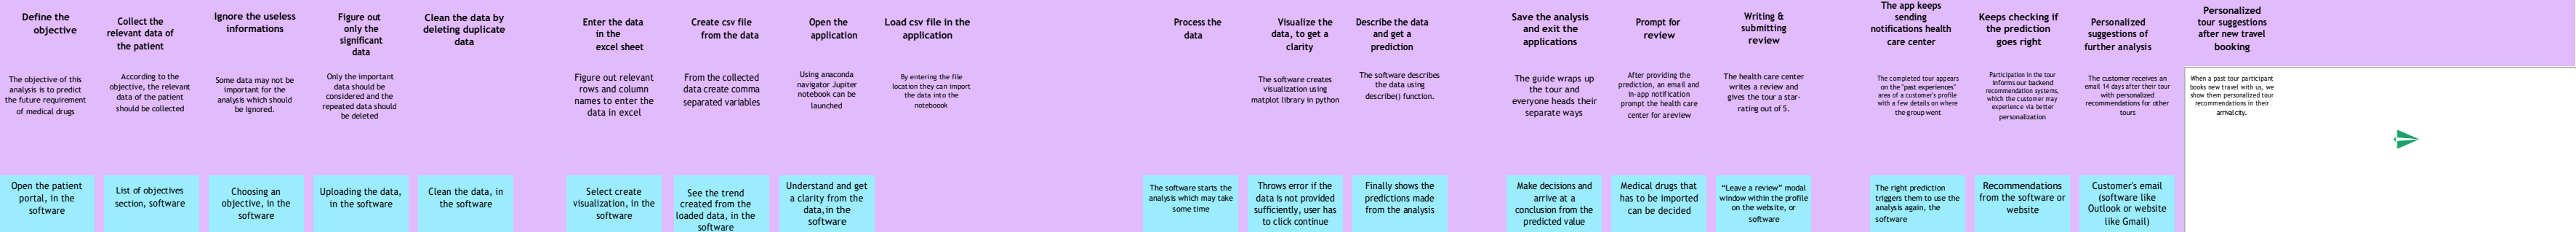 Define the
objective
Collect the
relevant data of
the patient
Ignore the useless
informations
Figure out
only the
significant
data
Clean the data by
deleting duplicate
data
Enter the data
in the
excel sheet
Create csv file
from the data
Open the
application
Load csv file in the
application
Process the
data
Visualize the
data, to get a
clarity
Describe the data
and get a
prediction
Save the analysis
and exit the
applications
Prompt for
review
Writing &
submitting
review
The app keeps
sending
notifications health
care center
Keeps checking if
the prediction
goes right
Personalized
suggestions of
further analysis
Personalized
tour suggestions
after new travel
booking
The objective of this
analysis is to predict
the future requirement
of medical drugs
According to the
objective, the relevant
data of the patient
should be collected
Some data may not be
important for the
analysis which should
be ignored.
Only the important
data should be
considered and the
repeated data should
be deleted
Figure out relevant
rows and column
names to enter the
data in excel
From the collected
data create comma
separated variables
Using anaconda
navigator Jupiter
notebook can be
launched
By entering the file
location they can import
the data into the
noteboook
The software creates
visualization using
matplot library in python
The software describes
the data using
describe() function.
The guide wraps up
the tour and
everyone heads their
separate ways
After providing the
prediction, an email and
in-app notification
prompt the health care
center for areview
The health care center
writes a review and
gives the tour a star-
rating out of 5.
The completed tour appears
on the "past experiences"
area of a customer's profile
with a few details on where
the group went
Participation in the tour
informs our backend
recommendation systems,
which the customer may
experience via better
personalization
The customer receives an
email 14 days after their tour
with personalized
recommendations for other
tours
When a past tour participant
books new travel with us, we
show them personalized tour
recommendations in their
arrivalcity.
Open the patient
portal, in the
software
List of objectives
section, software
Choosing an
objective, in the
software
Uploading the data,
in the software
Clean the data, in
the software
Select create
visualization, in the
software
See the trend
created from the
loaded data, in the
software
Understand and get
a clarity from the
data,in the
software
The software starts the
analysis which may take
some time
Throws error if the
data is not provided
sufficiently, user has
to click continue
Finally shows the
predictions made
from the analysis
Make decisions and
arrive at a
conclusion from the
predicted value
Medical drugs that
has to be imported
can be decided
“Leave a review” modal
window within the profile
on the website, or
software
The right prediction
triggers them to use the
analysis again, the
software
Recommendations
from the software or
website
Customer's email
(software like
Outlook or website
like Gmail)